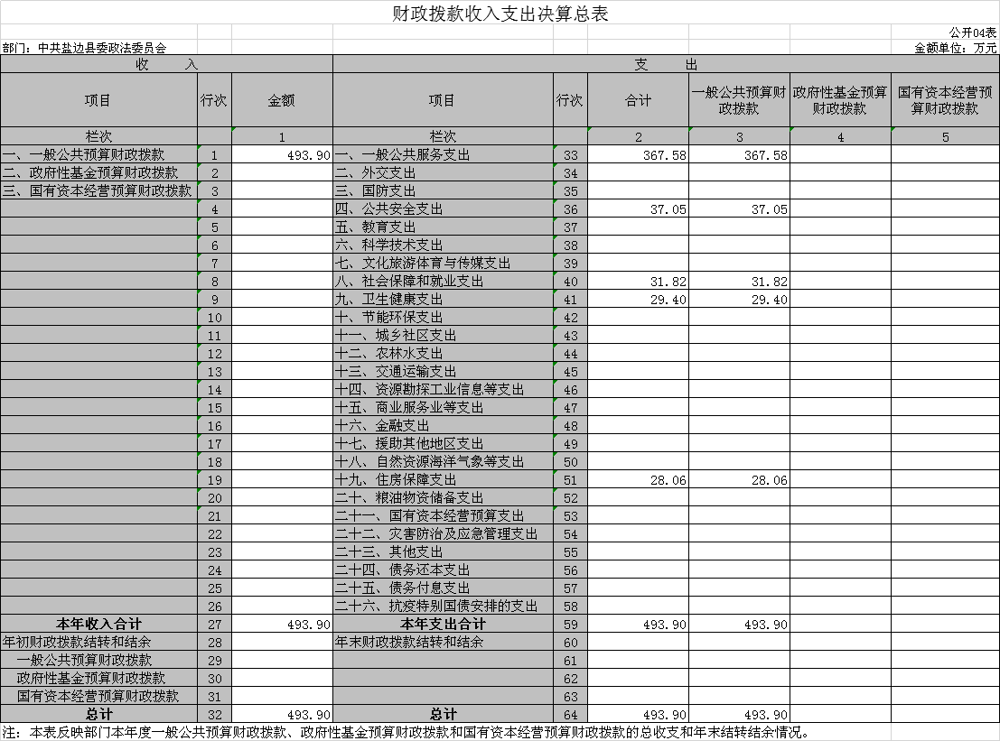 财政拨款收入支出决算总表
公开04表
部门：中共盐边县委政法委员会 金额单位：万元
收 入 支 出
项目 行次 金额 项目 行次 合计 一般公共预算财政拨款 政府性基金预算财政拨款 国有资本经营预算财政拨款
栏次 1 栏次 2 3 4 5
一、一般公共预算财政拨款 1 493.90 一、一般公共服务支出 33 367.58 367.58
二、政府性基金预算财政拨款 2 二、外交支出 34
三、国有资本经营预算财政拨款 3 三、国防支出 35
4 四、公共安全支出 36 37.05 37.05
5 五、教育支出 37
6 六、科学技术支出 38
7 七、文化旅游体育与传媒支出 39
8 八、社会保障和就业支出 40 31.82 31.82
9 九、卫生健康支出 41 29.40 29.40
10 十、节能环保支出 42
11 十一、城乡社区支出 43
12 十二、农林水支出 44
13 十三、交通运输支出 45
14 十四、资源勘探工业信息等支出 46
15 十五、商业服务业等支出 47
16 十六、金融支出 48
17 十七、援助其他地区支出 49
18 十八、自然资源海洋气象等支出 50
19 十九、住房保障支出 51 28.06 28.06
20 二十、粮油物资储备支出 52
21 二十一、国有资本经营预算支出 53
22 二十二、灾害防治及应急管理支出 54
23 二十三、其他支出 55
24 二十四、债务还本支出 56
25 二十五、债务付息支出 57
26 二十六、抗疫特别国债安排的支出 58
本年收入合计 27 493.90 本年支出合计 59 493.90 493.90
年初财政拨款结转和结余 28 年末财政拨款结转和结余 60
一般公共预算财政拨款 29 61
政府性基金预算财政拨款 30 62
国有资本经营预算财政拨款 31 63
总计 32 493.90 总计 64 493.90 493.90
注：本表反映部门本年度一般公共预算财政拨款、政府性基金预算财政拨款和国有资本经营预算财政拨款的总收支和年末结转结余情况。